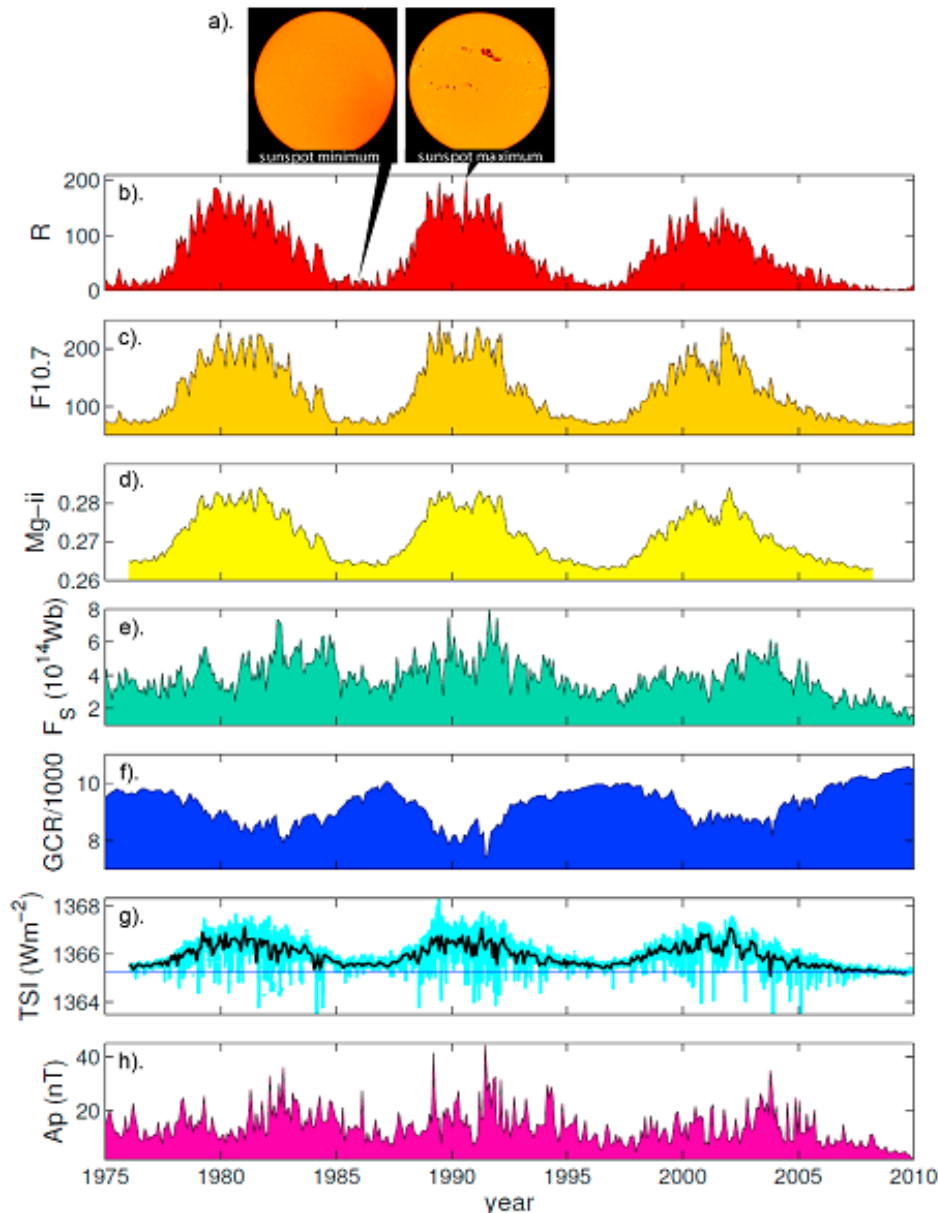 a).
sunspot minimum
sunspot maximum
b).
200
100
0
R
c).
200
100
F10.7
d).
0.28
0.27
0.26
Mg-ii
e).
8
6
4
2
F_S (10^14Wb)
f).
10
8
GCR/1000
g).
1368
1366
1364
TSI (Wm^−2)
h).
40
20
Ap (nT)
1975 1980 1985 1990 1995 2000 2005 2010
year